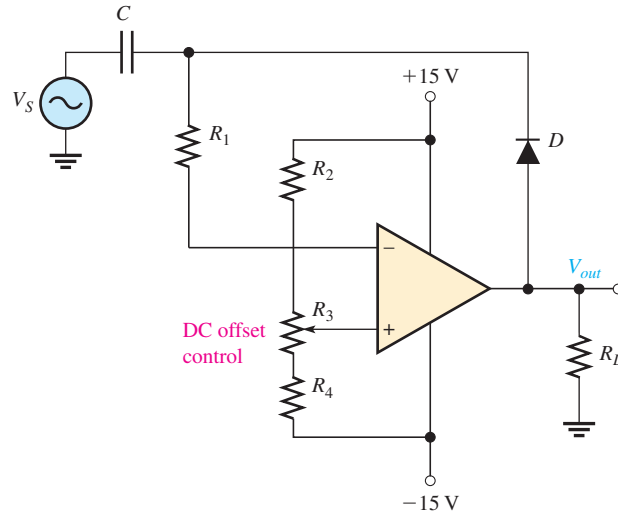 C
+15 V
V_S
R_1
D
R_2
−
V_out
R_3
+
DC offset
control
R_4
R_L
−15 V